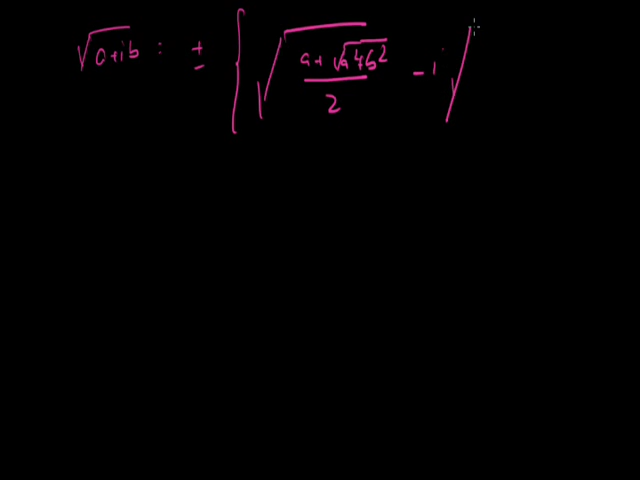 √(a+ib) : ± { √((a+√(a²+b²))/2) - i √